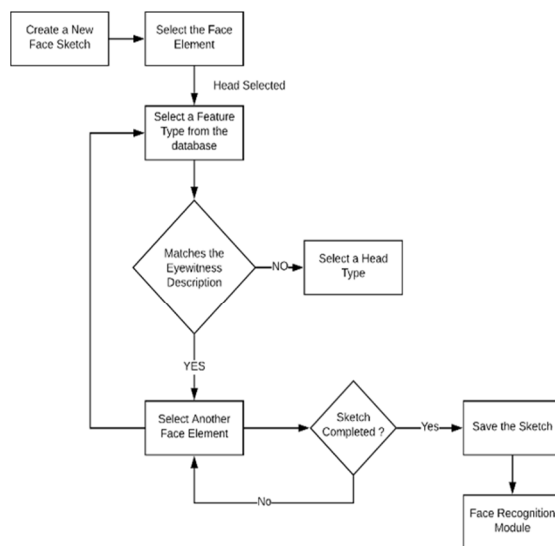 Create a New
Face Sketch
Select the Face
Element
Head Selected
Select a Feature
Type from the
database
Matches the
Eyewitness
Description
NO
Select a Head
Type
YES
Select Another
Face Element
Sketch
Completed ?
Yes
Save the Sketch
No
Face Recognition
Module